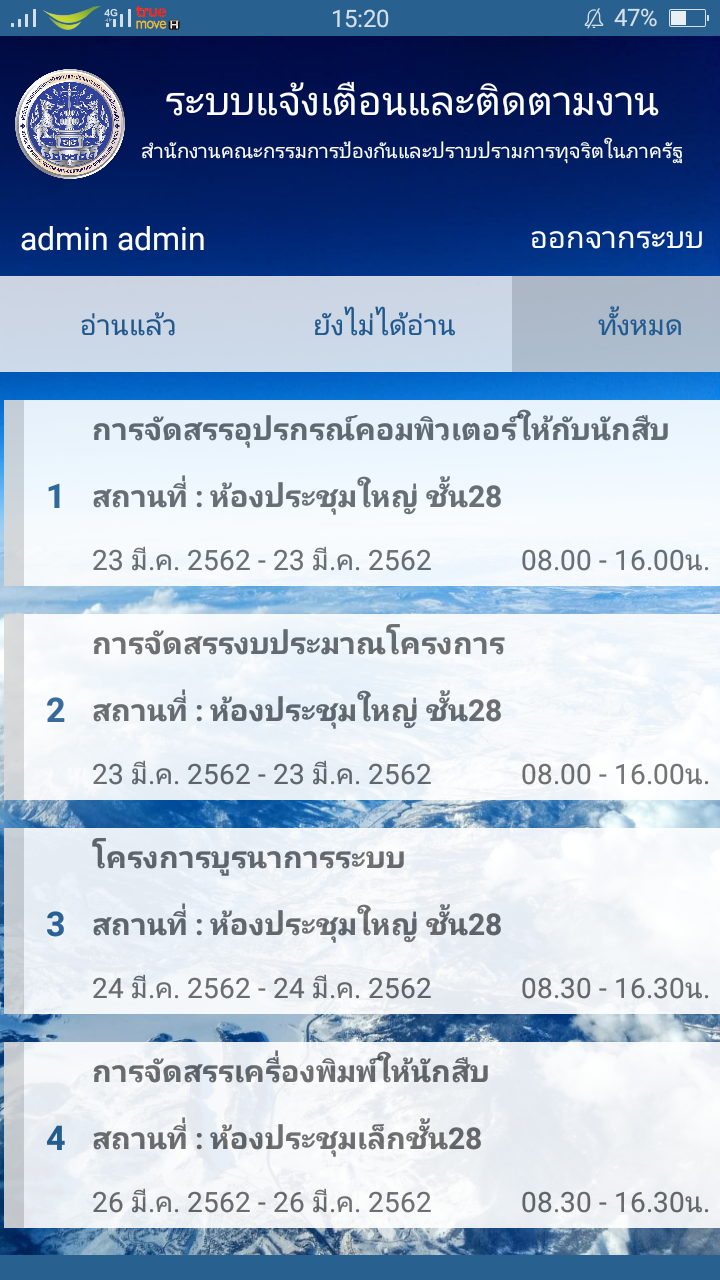 4G true move H 15:20 47%
ระบบแจ้งเตือนและติดตามงาน
สำนักงานคณะกรรมการป้องกันและปราบปรามการทุจริตในภาครัฐ
admin admin ออกจากระบบ
อ่านแล้ว ยังไม่ได้อ่าน ทั้งหมด
การจัดสรรอุปรกรณ์คอมพิวเตอร์ให้กับนักสืบ
1 สถานที่ : ห้องประชุมใหญ่ ชั้น28
23 มี.ค. 2562 - 23 มี.ค. 2562 08.00 - 16.00น.
การจัดสรรงบประมาณโครงการ
2 สถานที่ : ห้องประชุมใหญ่ ชั้น28
23 มี.ค. 2562 - 23 มี.ค. 2562 08.00 - 16.00น.
โครงการบูรนาการระบบ
3 สถานที่ : ห้องประชุมใหญ่ ชั้น28
24 มี.ค. 2562 - 24 มี.ค. 2562 08.30 - 16.30น.
การจัดสรรเครื่องพิมพ์ให้นักสืบ
4 สถานที่ : ห้องประชุมเล็กชั้น28
26 มี.ค. 2562 - 26 มี.ค. 2562 08.30 - 16.30น.